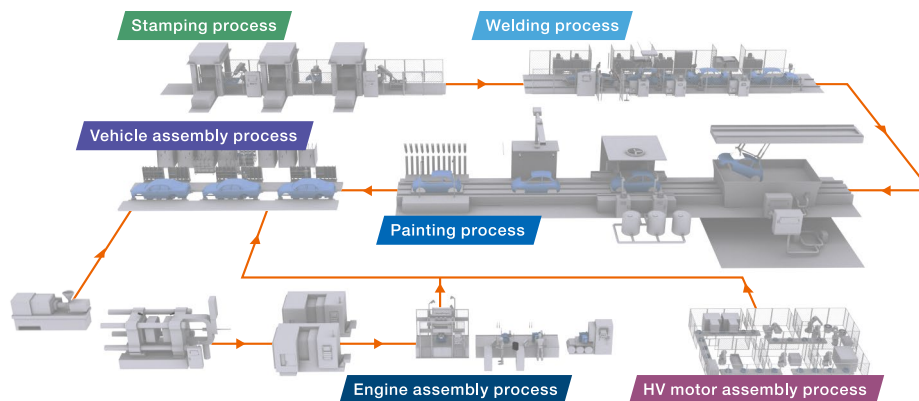 Stamping process
Welding process
Vehicle assembly process
Painting process
Engine assembly process
HV motor assembly process